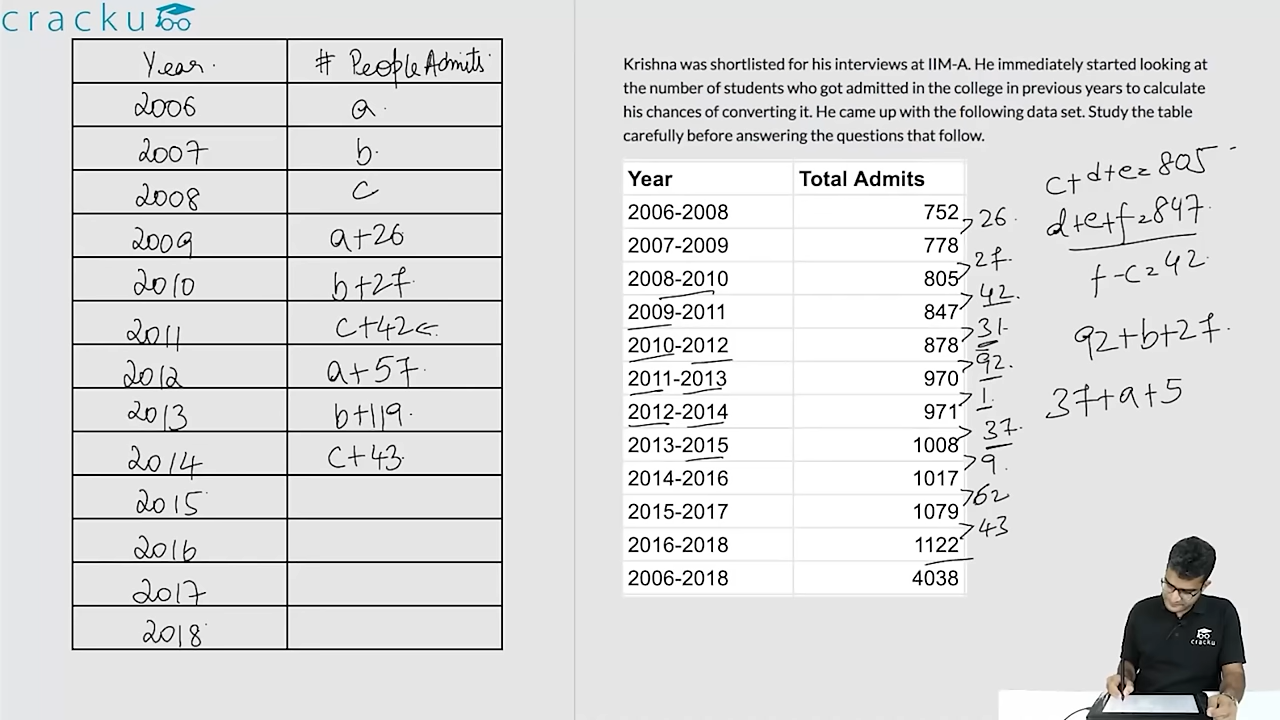 cracku
Year. # People Admits
2006 a.
2007 b.
2008 c
2009 a+26
2010 b+27.
2011 c+42
2012 a+57.
2013 b+119.
2014 c+43
2015
2016
2017
2018
Krishna was shortlisted for his interviews at IIM-A. He immediately started looking at
the number of students who got admitted in the college in previous years to calculate
his chances of converting it. He came up with the following data set. Study the table
carefully before answering the questions that follow.
Year Total Admits
2006-2008 752
2007-2009 778
2008-2010 805
2009-2011 847
2010-2012 878
2011-2013 970
2012-2014 971
2013-2015 1008
2014-2016 1017
2015-2017 1079
2016-2018 1122
2006-2018 4038
26.
27.
42.
31.
92.
1.
37.
9.
62
43
c+d+e=805
d+e+f=847.
f-c=42.
92+b+27.
37+a+5
cracku